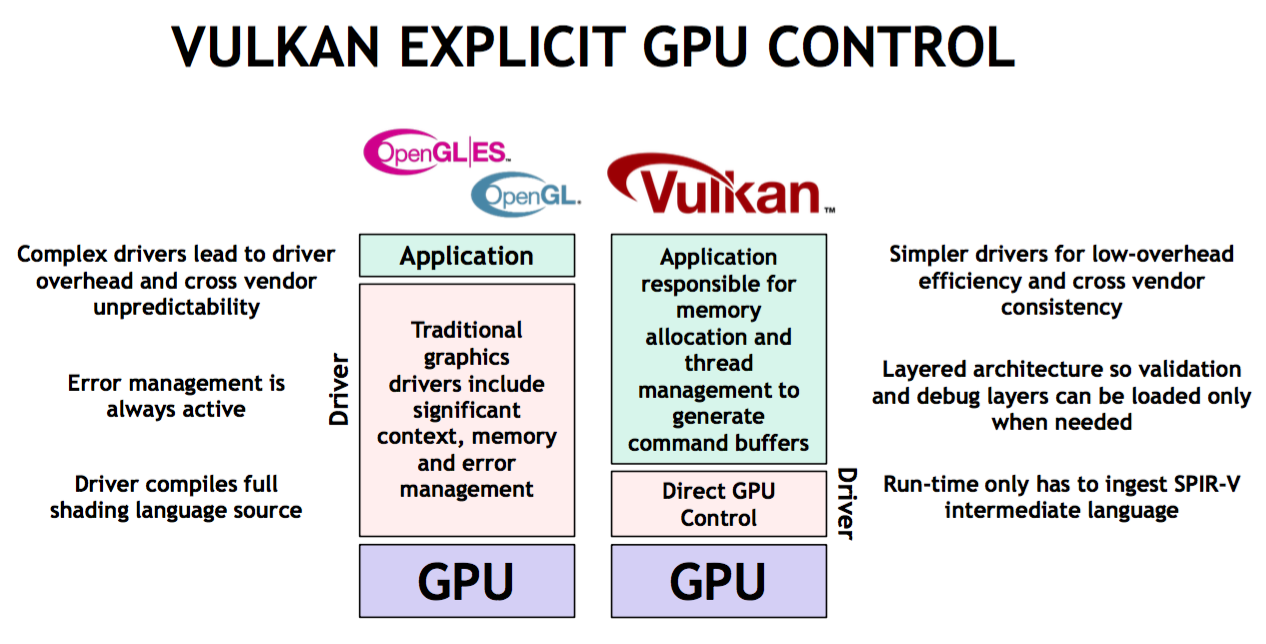 VULKAN EXPLICIT GPU CONTROL
OpenGL|ES™
OpenGL.
Vulkan™
Complex drivers lead to driver
overhead and cross vendor
unpredictability
Error management is
always active
Driver compiles full
shading language source
Driver
Application
Traditional
graphics
drivers include
significant
context, memory
and error
management
GPU
Application
responsible for
memory
allocation and
thread
management to
generate
command buffers
Direct GPU
Control
GPU
Driver
Simpler drivers for low-overhead
efficiency and cross vendor
consistency
Layered architecture so validation
and debug layers can be loaded only
when needed
Run-time only has to ingest SPIR-V
intermediate language